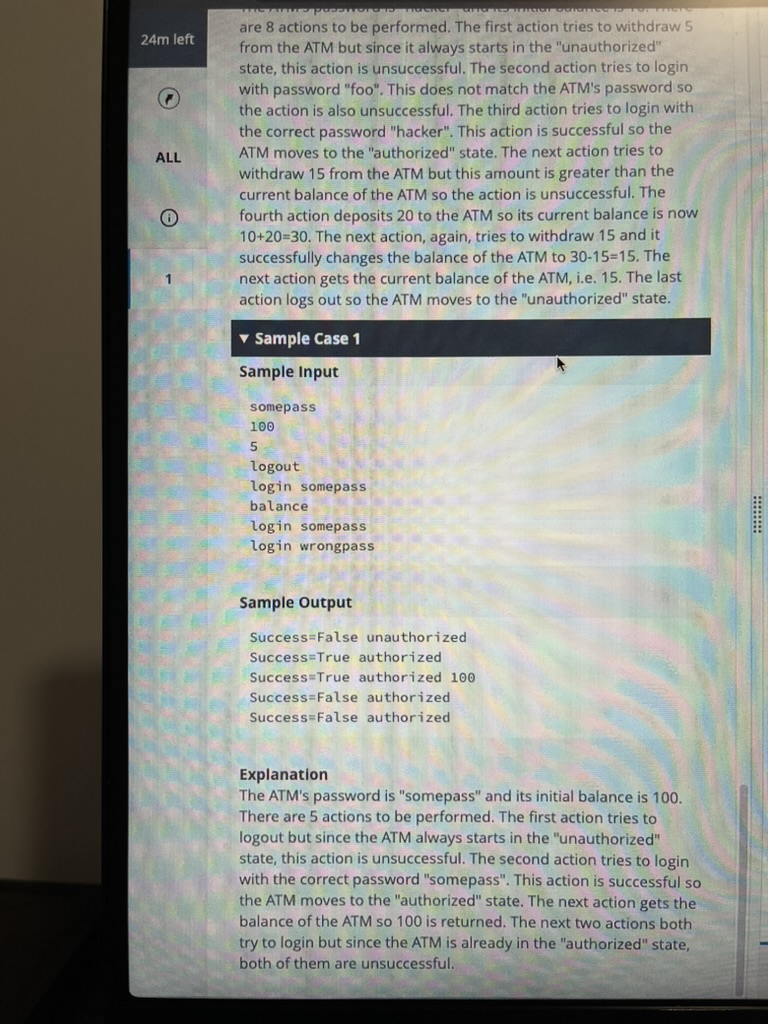 The ATM's password is "hacker" and its initial balance is 10. There
are 8 actions to be performed. The first action tries to withdraw 5
24m left
from the ATM but since it always starts in the "unauthorized"
state, this action is unsuccessful. The second action tries to login
with password "foo". This does not match the ATM's password so
the action is also unsuccessful. The third action tries to login with
the correct password "hacker". This action is successful so the
ALL
ATM moves to the "authorized" state. The next action tries to
withdraw 15 from the ATM but this amount is greater than the
current balance of the ATM so the action is unsuccessful. The
fourth action deposits 20 to the ATM so its current balance is now
10+20=30. The next action, again, tries to withdraw 15 and it
successfully changes the balance of the ATM to 30-15=15. The
1
next action gets the current balance of the ATM, i.e. 15. The last
action logs out so the ATM moves to the "unauthorized" state.
▼ Sample Case 1
Sample Input
somepass
100
5
logout
login somepass
balance
login somepass
login wrongpass
Sample Output
Success=False unauthorized
Success=True authorized
Success=True authorized 100
Success=False authorized
Success=False authorized
Explanation
The ATM's password is "somepass" and its initial balance is 100.
There are 5 actions to be performed. The first action tries to
logout but since the ATM always starts in the "unauthorized"
state, this action is unsuccessful. The second action tries to login
with the correct password "somepass". This action is successful so
the ATM moves to the "authorized" state. The next action gets the
balance of the ATM so 100 is returned. The next two actions both
try to login but since the ATM is already in the "authorized" state,
both of them are unsuccessful.